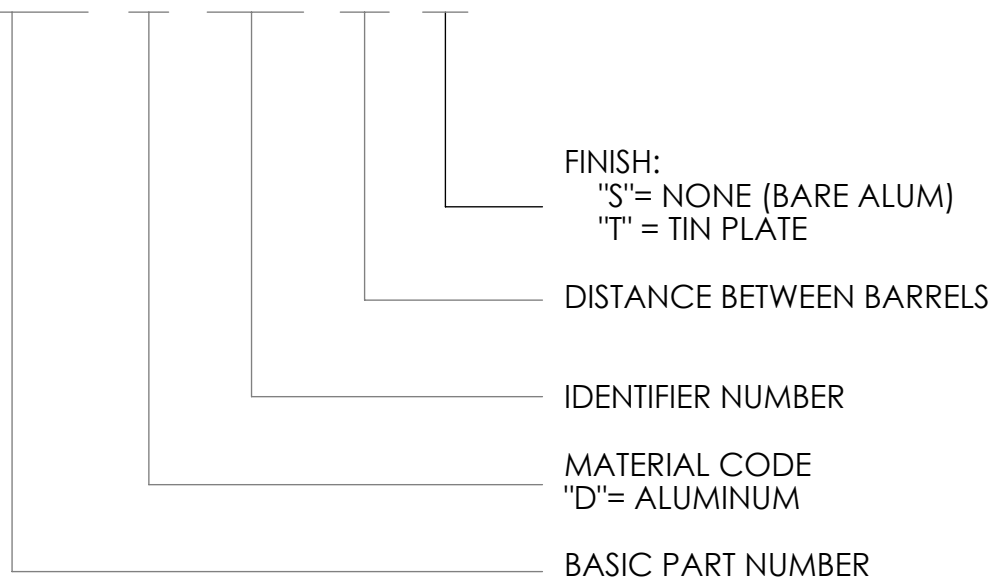 FINISH:
"S"= NONE (BARE ALUM)
"T" = TIN PLATE
DISTANCE BETWEEN BARRELS
IDENTIFIER NUMBER
MATERIAL CODE
"D"= ALUMINUM
BASIC PART NUMBER